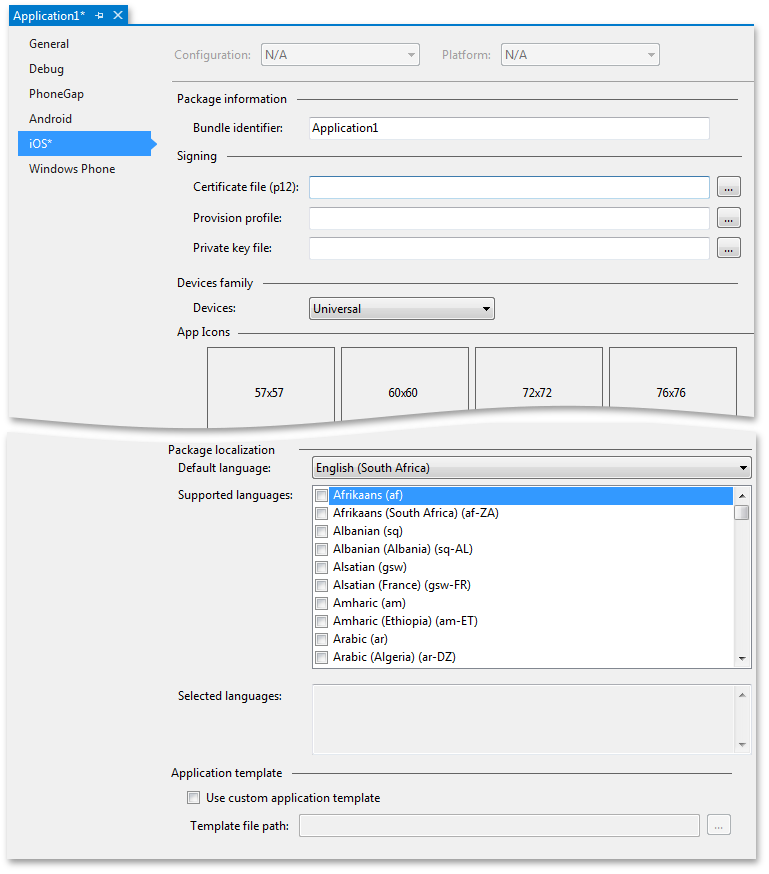 Application1*
General
Debug
PhoneGap
Android
iOS*
Windows Phone
Configuration: N/A Platform: N/A
Package information
Bundle identifier: Application1
Signing
Certificate file (p12): ...
Provision profile: ...
Private key file: ...
Devices family
Devices: Universal
App Icons
57x57 60x60 72x72 76x76
Package localization
Default language: English (South Africa)
Supported languages: Afrikaans (af)
Afrikaans (South Africa) (af-ZA)
Albanian (sq)
Albanian (Albania) (sq-AL)
Alsatian (gsw)
Alsatian (France) (gsw-FR)
Amharic (am)
Amharic (Ethiopia) (am-ET)
Arabic (ar)
Arabic (Algeria) (ar-DZ)
Selected languages:
Application template
Use custom application template
Template file path: ...